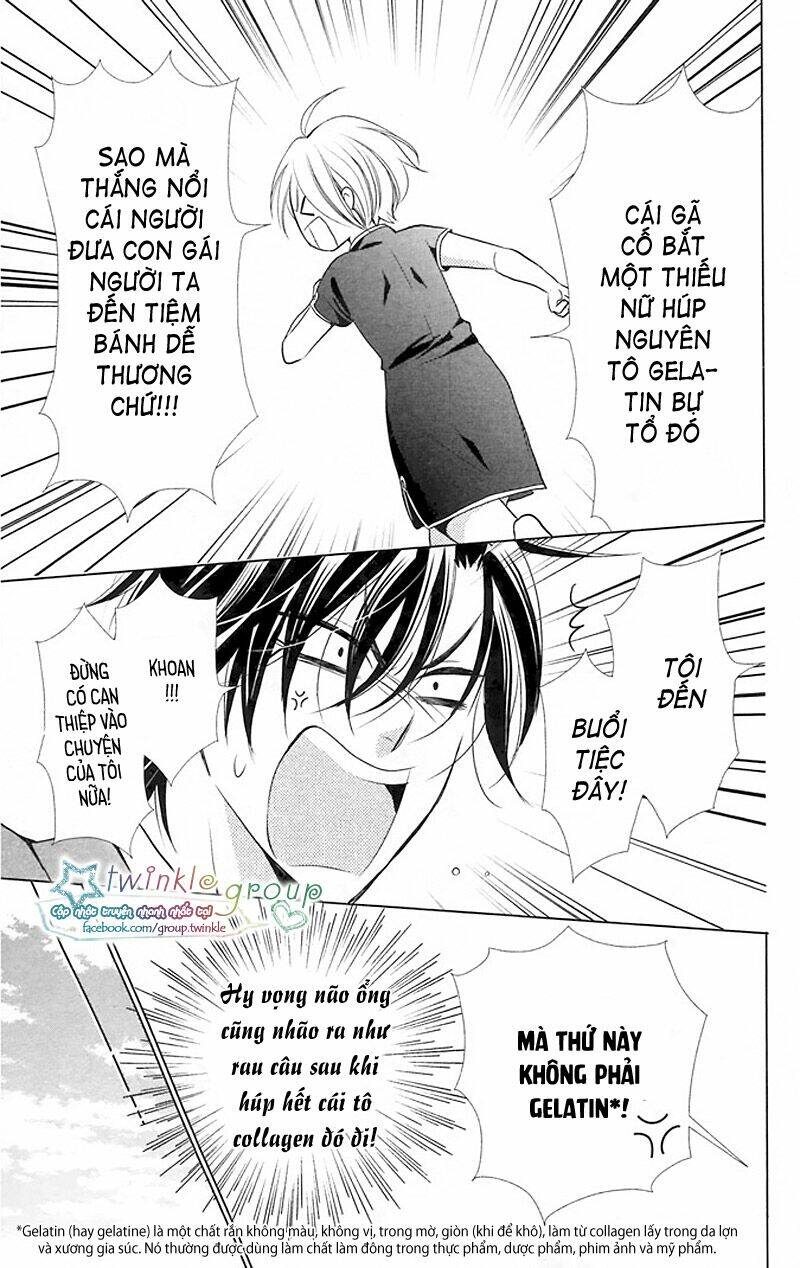 CÁI GÃ
CỐ BẮT
MỘT THIẾU
NỮ HÚP
NGUYÊN
TÔ GELA-
TIN BỰ
TỔ ĐÓ
SAO MÀ
THẮNG NỔI
CÁI NGƯỜI
ĐƯA CON GÁI
NGƯỜI TA
ĐẾN TIỆM
BÁNH DỄ
THƯƠNG
CHỨ!!!
TÔI
ĐẾN
BUỔI
TIỆC
ĐÂY!
KHOAN
!!!
ĐỪNG
CÓ CAN
THIỆP VÀO
CHUYỆN
CỦA TÔI
NỮA!
twinkle group
cập nhật truyện nhanh nhất tại
facebook.com/group.twinkle
MÀ THỨ NÀY
KHÔNG PHẢI
GELATIN*!
Hy vọng não ổng
cũng nhão ra như
rau câu sau khi
húp hết cái tô
collagen đó đi!
*Gelatin (hay gelatine) là một chất rắn không màu, không vị, trong mờ, giòn (khi để khô), làm từ collagen lấy trong da lợn
và xương gia súc. Nó thường được dùng làm chất làm đông trong thực phẩm, dược phẩm, phim ảnh và mỹ phẩm.